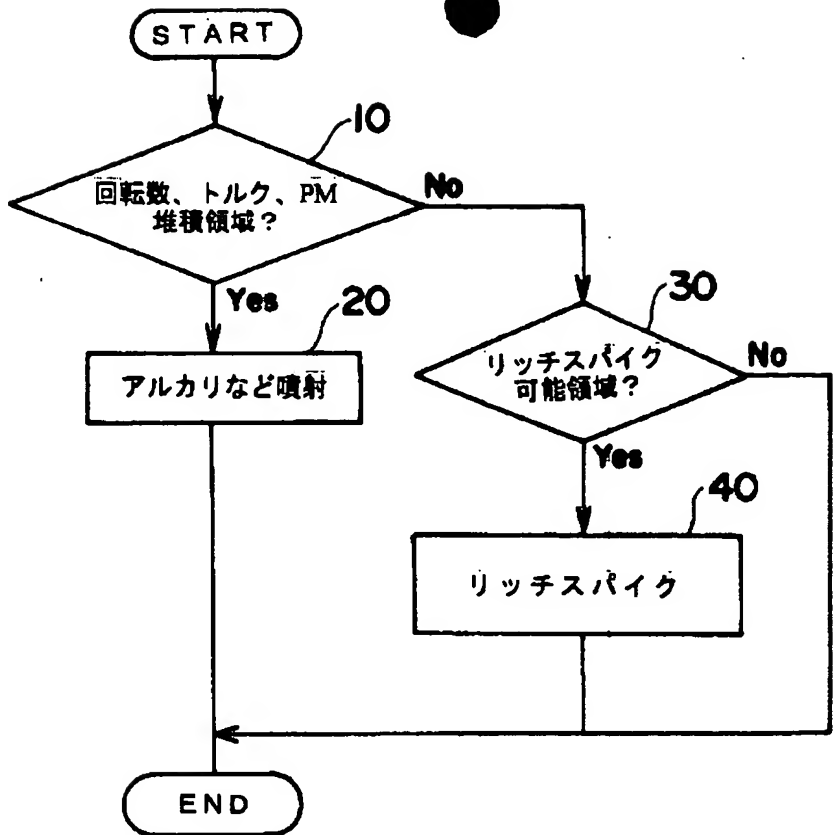 START
10
回転数、トルク、PM
堆積領域？
No
Yes
20
アルカリなど噴射
30
リッチスパイク
可能領域？
No
Yes
40
リッチスパイク
END